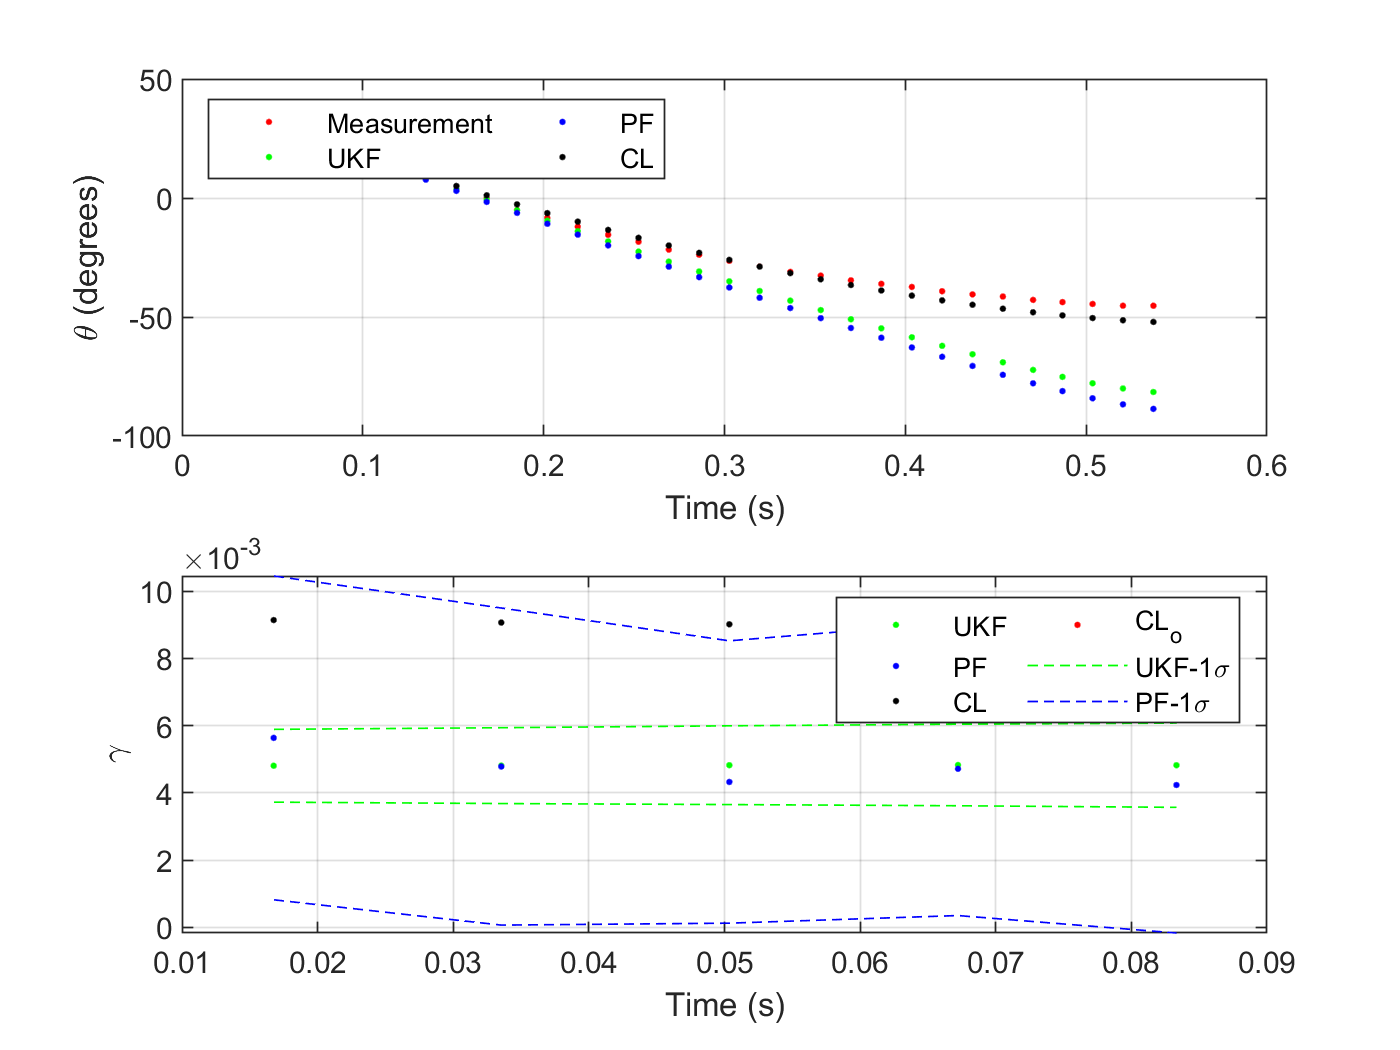 50
0
-50
-100
θ (degrees)
Measurement PF
UKF CL
0 0.1 0.2 0.3 0.4 0.5 0.6
Time (s)
×10-3
10
8
6
4
2
0
γ
UKF CLo
PF UKF-1σ
CL PF-1σ
0.01 0.02 0.03 0.04 0.05 0.06 0.07 0.08 0.09
Time (s)